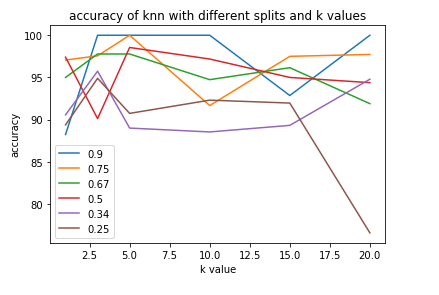 accuracy of knn with different splits and k values
100
95
90
85
80
accuracy
0.9
0.75
0.67
0.5
0.34
0.25
2.5 5.0 7.5 10.0 12.5 15.0 17.5 20.0
k value